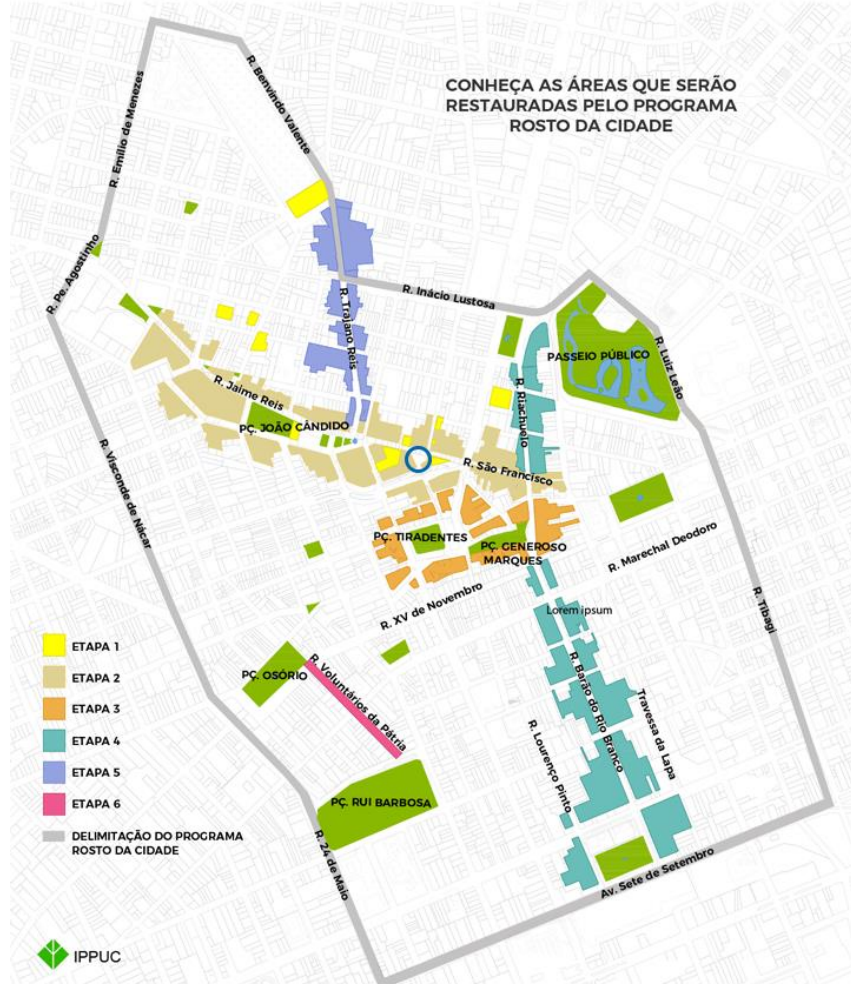 CONHEÇA AS ÁREAS QUE SERÃO
RESTAURADAS PELO PROGRAMA
ROSTO DA CIDADE
R. Benvindo Valente
R. Emílio de Menezes
R. Pe. Agostinho
R. Inácio Lustosa
R. Trajano Reis
PASSEIO PÚBLICO
R. Luiz Leão
R. Jaime Reis
R. Riachuelo
PÇ. JOÃO CÂNDIDO
R. São Francisco
R. Visconde de Nácar
PÇ. TIRADENTES
PÇ. GENEROSO
MARQUES
R. Marechal Deodoro
R. XV de Novembro
Lorem ipsum
R. Tibagi
ETAPA 1
ETAPA 2
ETAPA 3
ETAPA 4
ETAPA 5
ETAPA 6
DELIMITAÇÃO DO PROGRAMA
ROSTO DA CIDADE
PÇ. OSÓRIO
R. Voluntários da Pátria
R. Barão do Rio Branco
Travessa da Lapa
R. Lourenço Pinto
PÇ. RUI BARBOSA
R. 24 de Maio
Av. Sete de Setembro
IPPUC